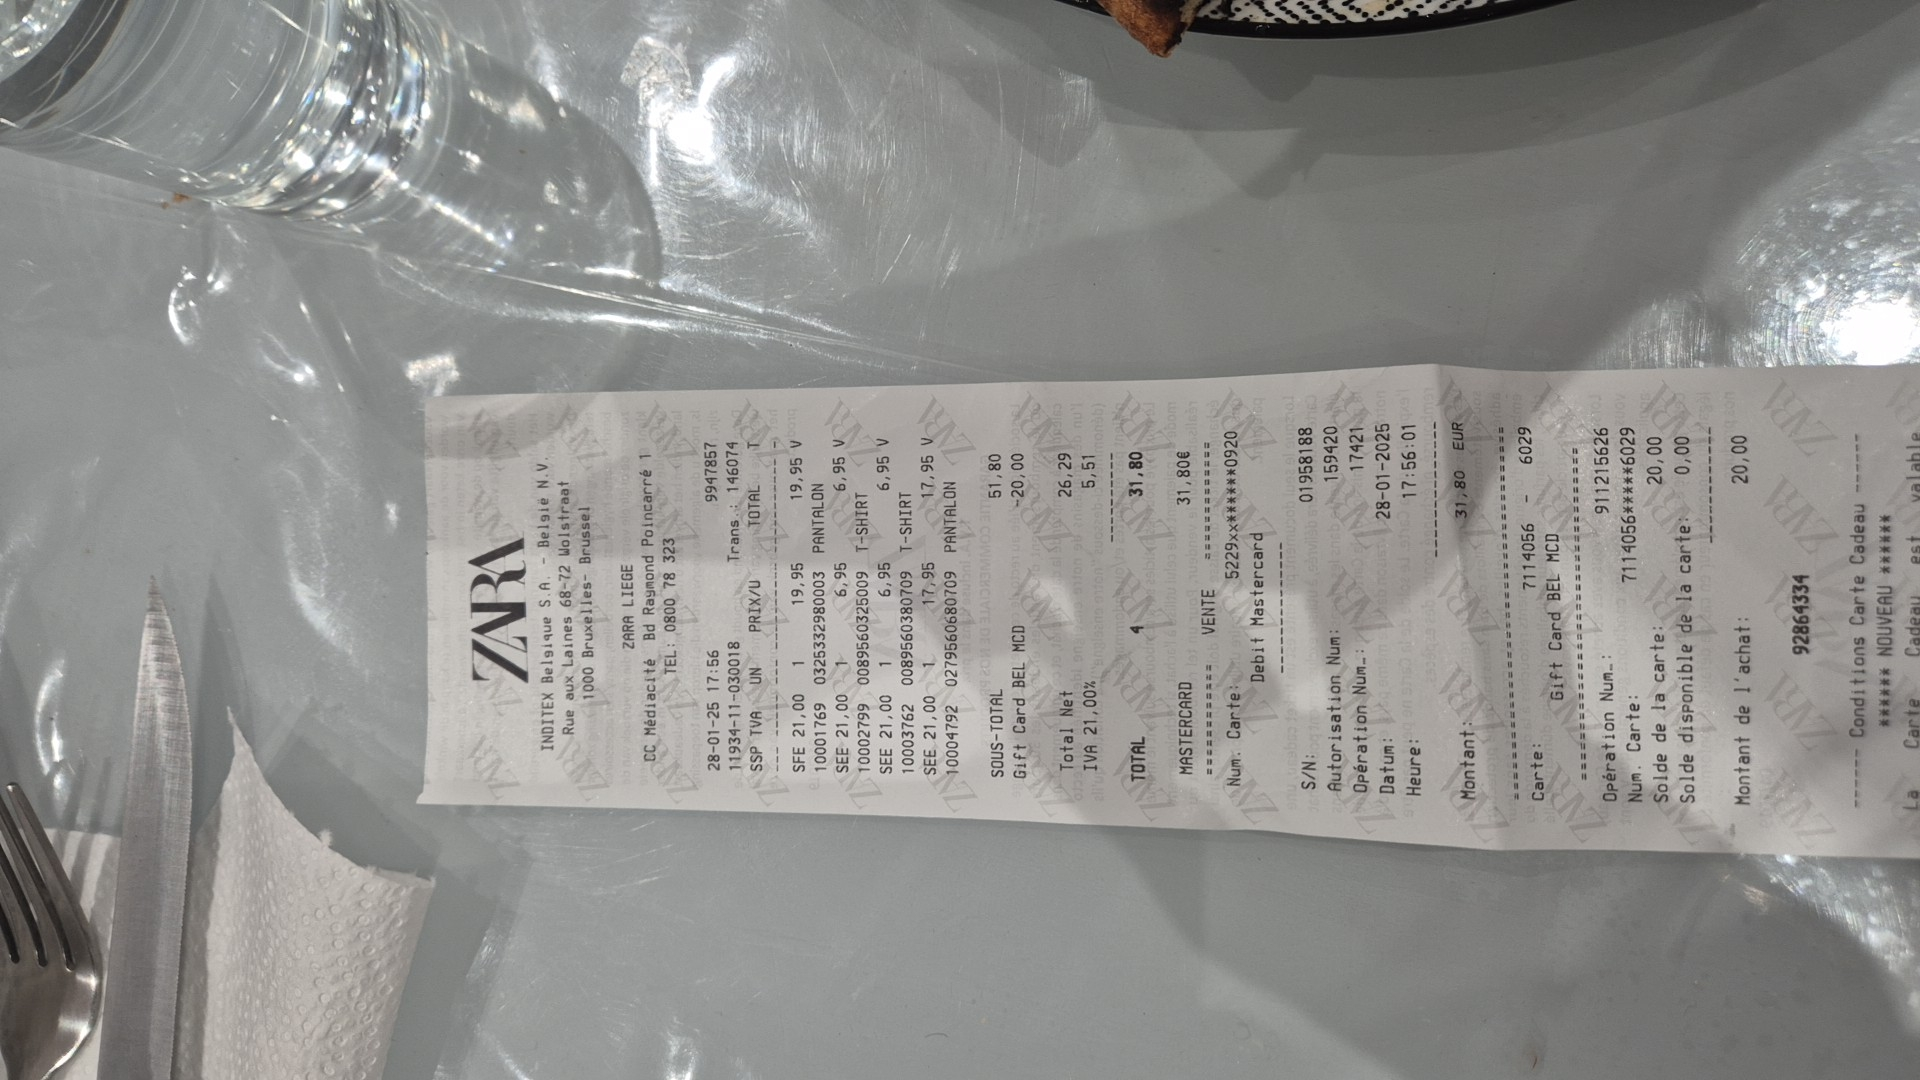 ZARA
INDITEX Belgique S.A. - België N.V.
Rue aux Laines 68-72 Wolstraat
1000 Bruxelles- Brussel
ZARA LIEGE
CC Médiacité Bd Raymond Poincarré 1
TEL: 0800 78 323
28-01-25 17:56 9947857
11934-11-030018 Trans.: 146074
SSP TVA UN PRIX/U TOTAL T
SFE 21,00 1 19,95 19,95 V
10001769 0325332980003 PANTALON
SEE 21,00 1 6,95 6,95 V
10002799 0089560325009 T-SHIRT
SEE 21,00 1 6,95 6,95 V
10003762 0089560380709 T-SHIRT
SEE 21,00 1 17,95 17,95 V
10004792 0279560680709 PANTALON
SOUS-TOTAL 51,80
Gift Card BEL MCD -20,00
Total Net 26,29
IVA 21,00% 5,51
TOTAL 4 31,80
MASTERCARD 31,80€
========= VENTE ===========
Num. Carte: 5229xx******0920
Debit Mastercard
S/N: 01958188
Autorisation Num: 159420
Opération Num.: 17421
Datum: 28-01-2025
Heure: 17:56:01
Montant: 31,80 EUR
Carte: 7114056 - 6029
Gift Card BEL MCD
Opération Num.: 911215626
Num. Carte: 7114056*****6029
Solde de la carte: 20,00
Solde disponible de la carte: 0,00
Montant de l'achat: 20,00
92864334
------ Conditions Carte Cadeau ------
****** NOUVEAU ******
La Carte Cadeau est valable